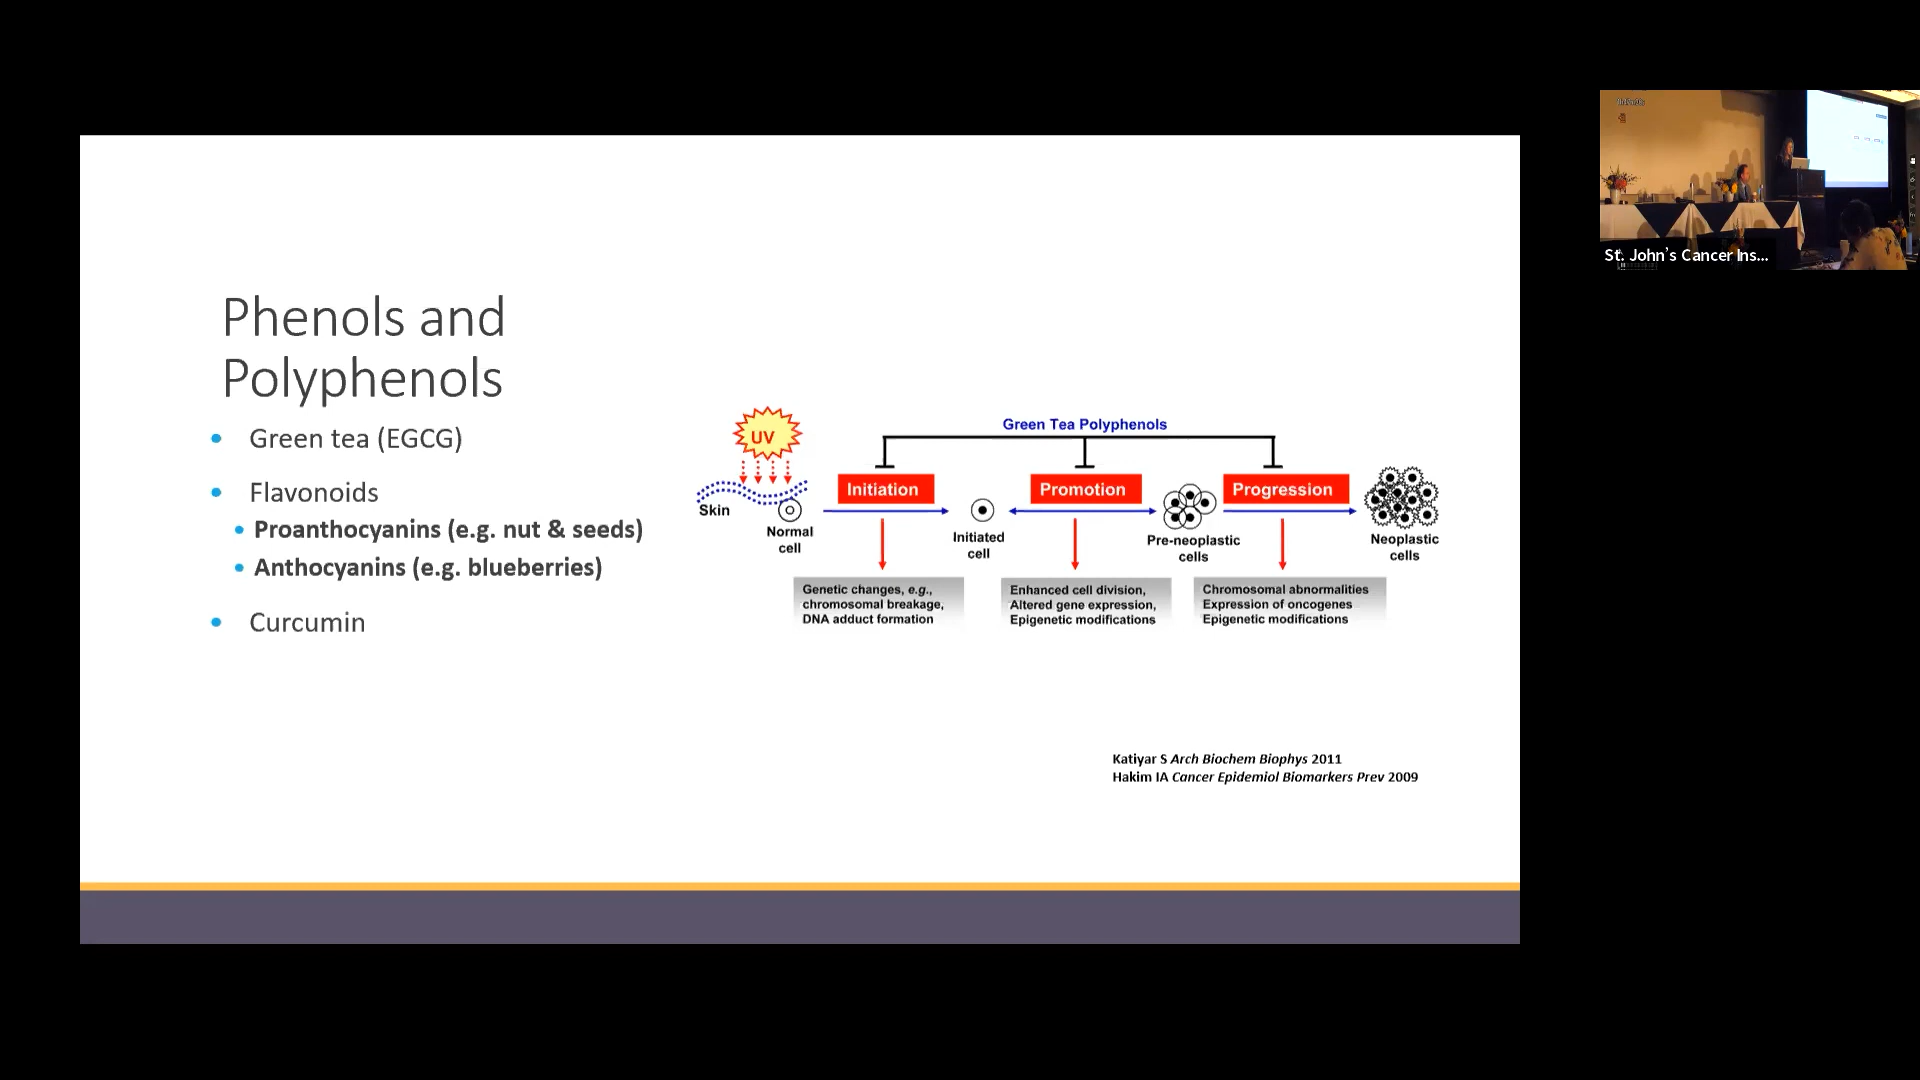 Phenols and
Polyphenols
Green tea (EGCG)
Flavonoids
Proanthocyanins (e.g. nut & seeds)
Anthocyanins (e.g. blueberries)
Curcumin
Green Tea Polyphenols
UV
Skin
Normal
cell
Initiation
Initiated
cell
Promotion
Pre-neoplastic
cells
Progression
Neoplastic
cells
Genetic changes, e.g.,
chromosomal breakage,
DNA adduct formation
Enhanced cell division,
Altered gene expression,
Epigenetic modifications
Chromosomal abnormalities
Expression of oncogenes
Epigenetic modifications
Katiyar S Arch Biochem Biophys 2011
Hakim IA Cancer Epidemiol Biomarkers Prev 2009
St. John's Cancer Ins...